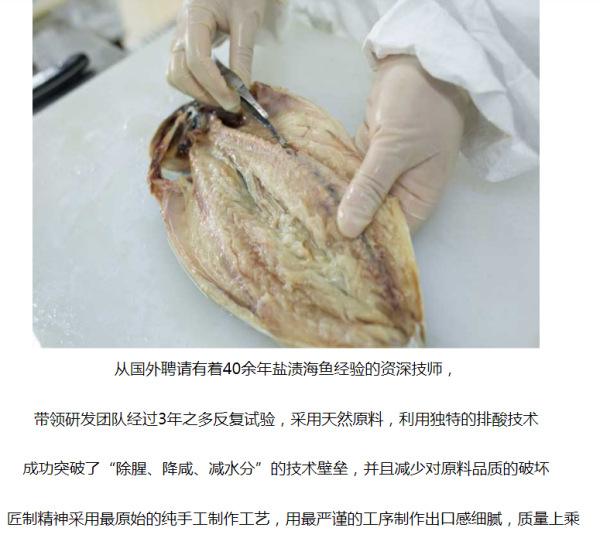 从国外聘请有着40余年盐渍海鱼经验的资深技师，
带领研发团队经过3年之多反复试验，采用天然原料，利用独特的排酸技术
成功突破了“除腥、降咸、减水分”的技术壁垒，并且减少对原料品质的破坏
匠制精神采用最原始的纯手工制作工艺，用最严谨的工序制作出口感细腻，质量上乘